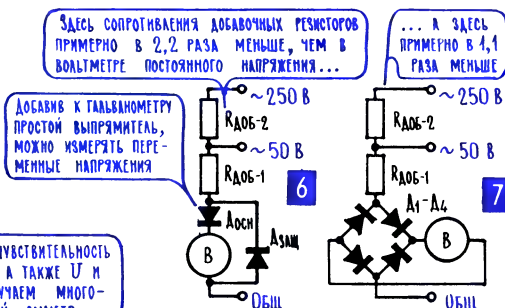 ЗДЕСЬ СОПРОТИВЛЕНИЯ ДОБАВОЧНЫХ РЕЗИСТОРОВ
ПРИМЕРНО В 2,2 РАЗА МЕНЬШЕ, ЧЕМ В
ВОЛЬТМЕТРЕ ПОСТОЯННОГО НАПРЯЖЕНИЯ...
... А ЗДЕСЬ
ПРИМЕРНО В 1,1
РАЗА МЕНЬШЕ
ДОБАВИВ К ГАЛЬВАНОМЕТРУ
ПРОСТОЙ ВЫПРЯМИТЕЛЬ,
МОЖНО ИЗМЕРЯТЬ ПЕРЕ-
МЕННЫЕ НАПРЯЖЕНИЯ
~250 В
RДОБ-2
~50 В
RДОБ-1
6
ДОСН
ДЗАЩ
В
ОБЩ
~250 В
RДОБ-2
~50 В
RДОБ-1
7
Д1-Д4
В
ОБЩ
ЧУВСТВИТЕЛЬНОСТЬ
А ТАКЖЕ U И
МНОГО-